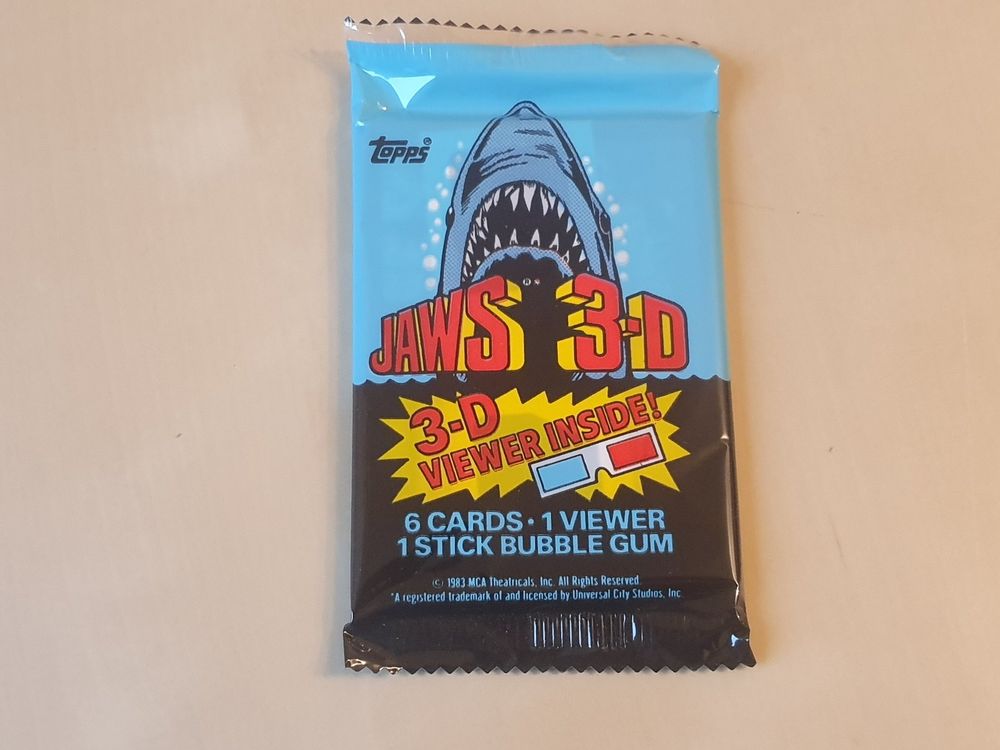 Topps®
JAWS® 3-D
3-D
VIEWER INSIDE!
6 CARDS • 1 VIEWER
1 STICK BUBBLE GUM
© 1983 MCA Theatricals, Inc. All Rights Reserved.
*A registered trademark of and licensed by Universal City Studios, Inc.